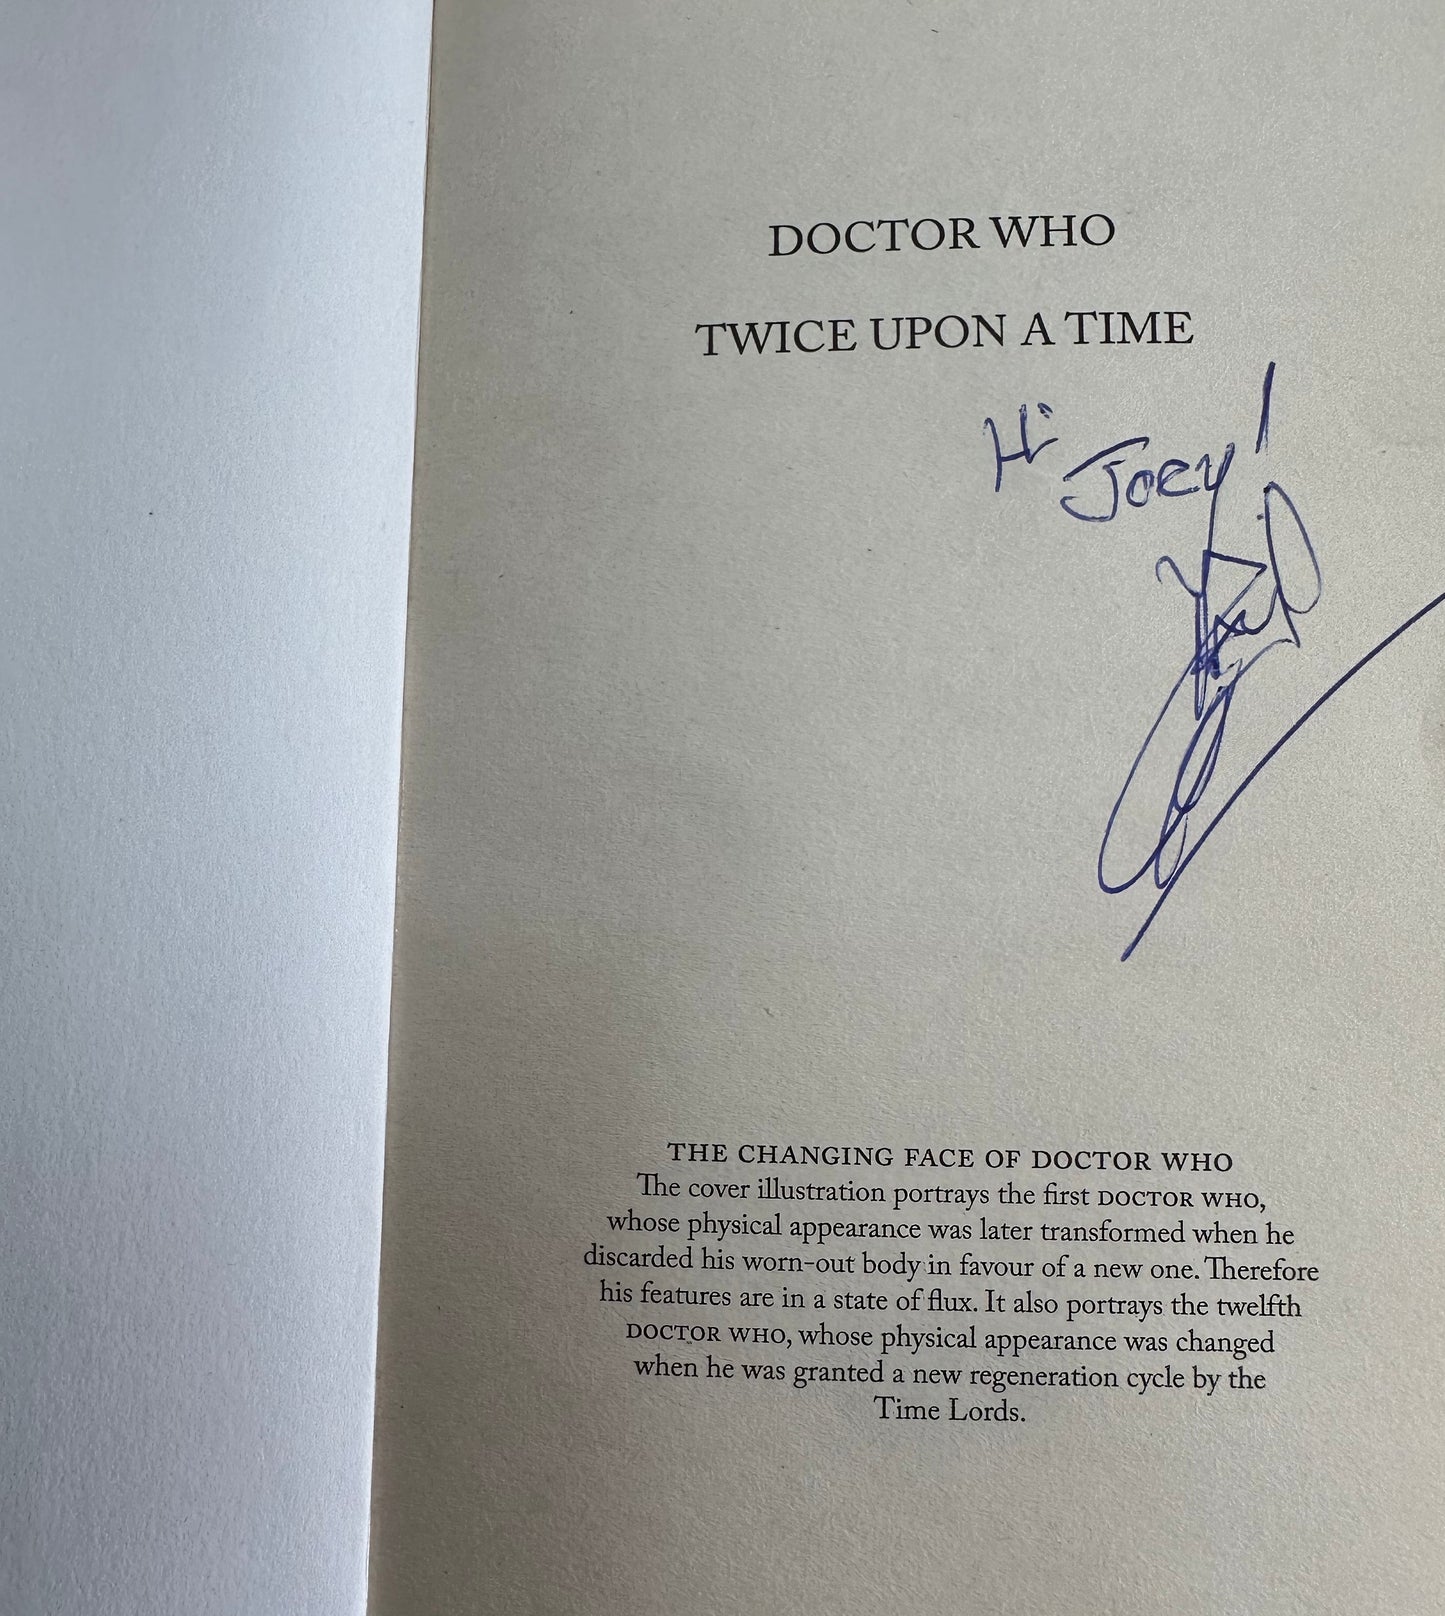 DOCTOR WHO
TWICE UPON A TIME
Hi Joey!
THE CHANGING FACE OF DOCTOR WHO
The cover illustration portrays the first DOCTOR WHO,
whose physical appearance was later transformed when he
discarded his worn-out body in favour of a new one. Therefore
his features are in a state of flux. It also portrays the twelfth
DOCTOR WHO, whose physical appearance was changed
when he was granted a new regeneration cycle by the
Time Lords.